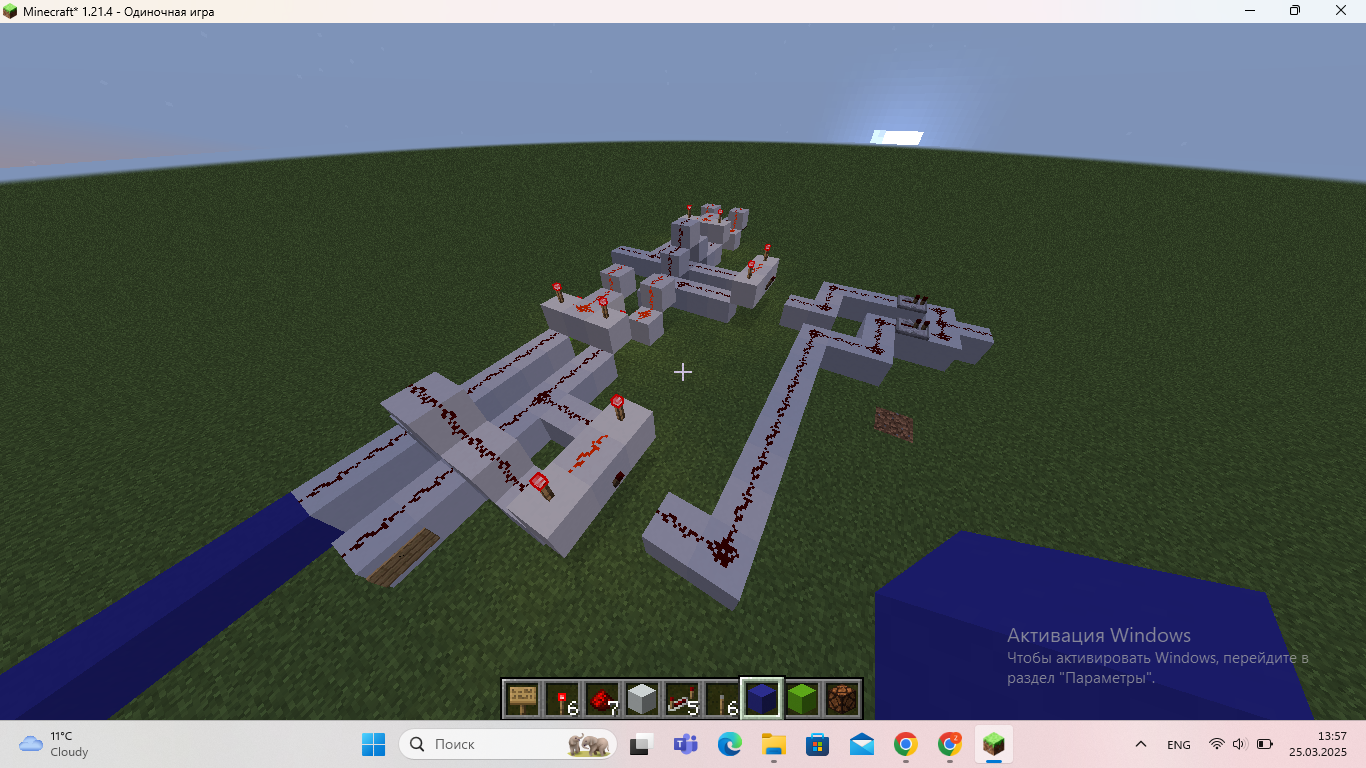 Minecraft* 1.21.4 - Одиночная игра
Активация Windows
Чтобы активировать Windows, перейдите в
раздел "Параметры".
6
7
5
6
11°C
Cloudy
Поиск
2
ENG
13:57
25.03.2025